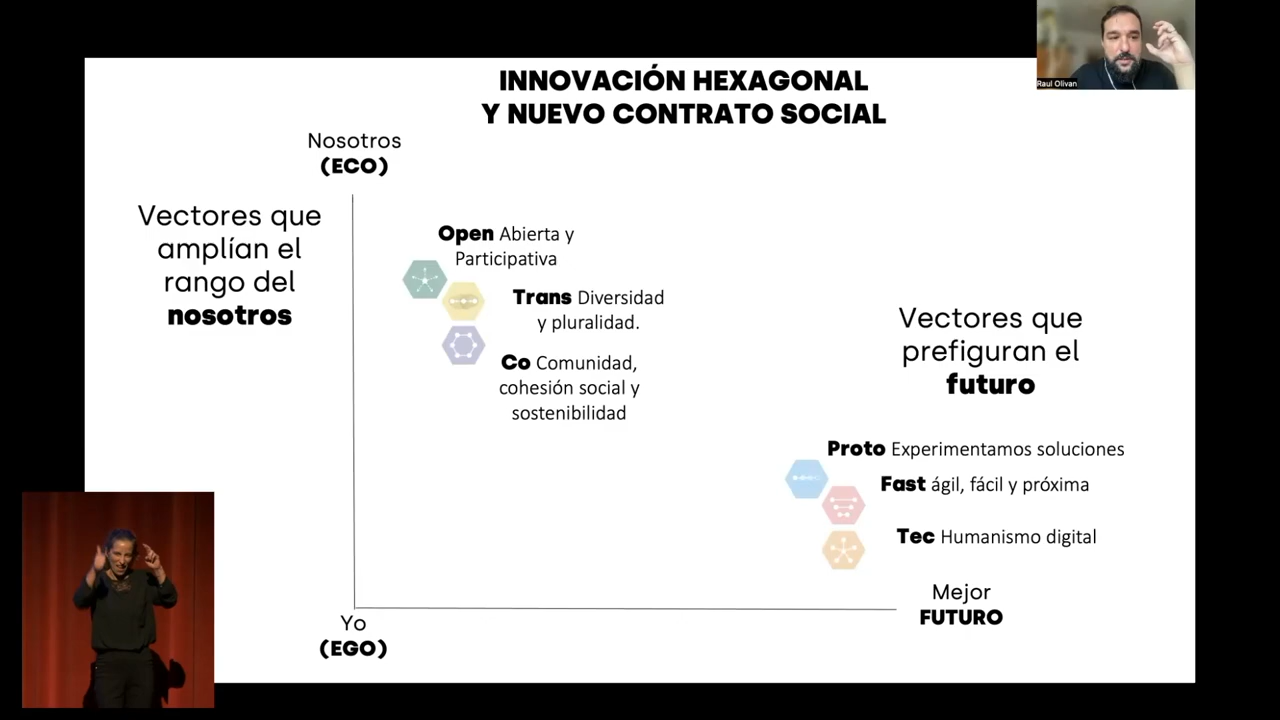 INNOVACIÓN HEXAGONAL
Y NUEVO CONTRATO SOCIAL
Raul Olivan
Nosotros
(ECO)
Vectores que
amplían el
rango del
nosotros
Open Abierta y
Participativa
Trans Diversidad
y pluralidad.
Co Comunidad,
cohesión social y
sostenibilidad
Vectores que
prefiguran el
futuro
Proto Experimentamos soluciones
Fast ágil, fácil y próxima
Tec Humanismo digital
Mejor
FUTURO
Yo
(EGO)